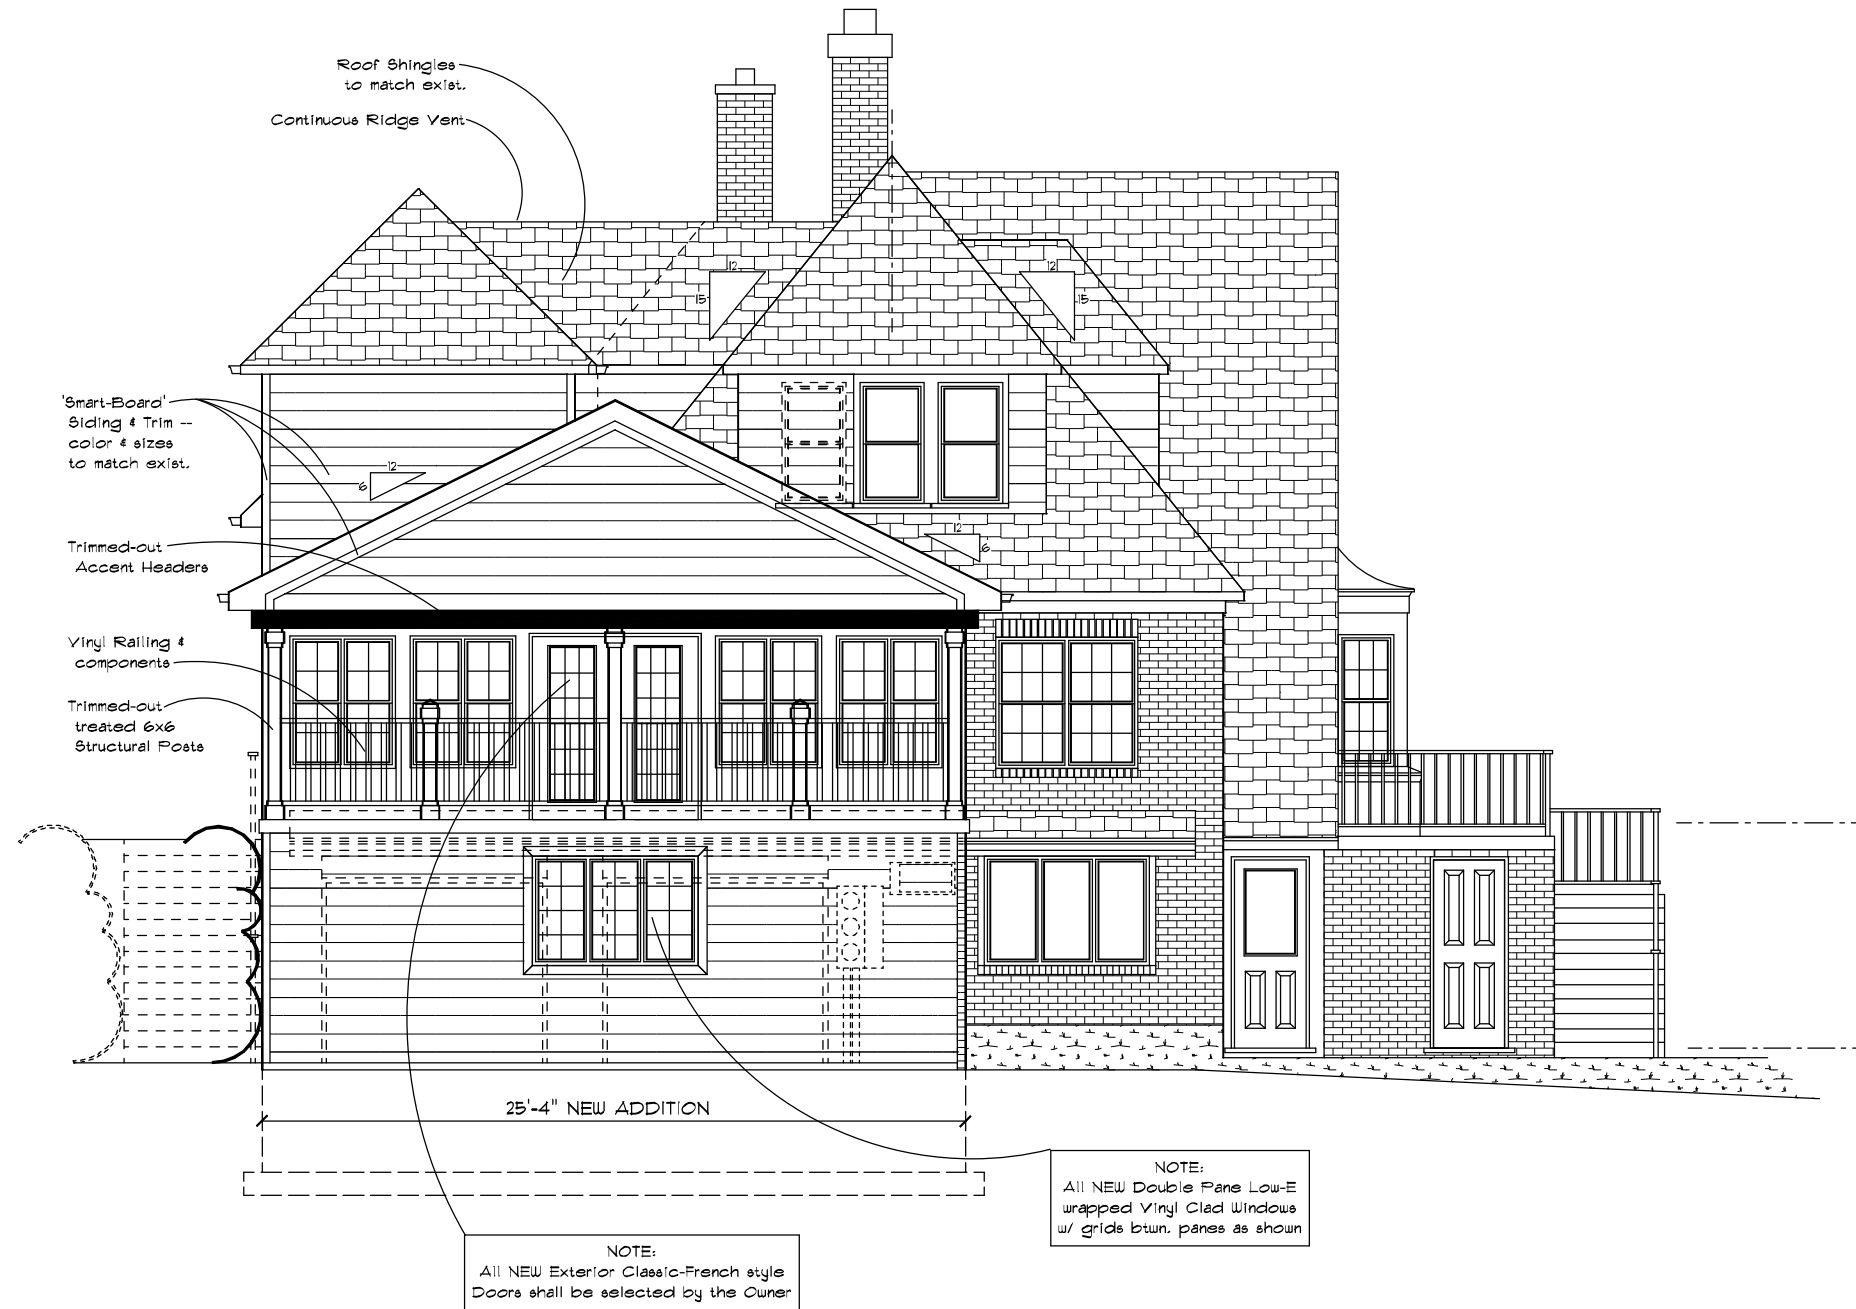 Roof Shingles
to match exist.
Continuous Ridge Vent
12
15
12
15
'Smart-Board'
Siding & Trim --
color & sizes
to match exist.
12
6
12
6
Trimmed-out
Accent Headers
Vinyl Railing &
components
Trimmed-out
treated 6x6
Structural Posts
25'-4" NEW ADDITION
NOTE:
All NEW Double Pane Low-E
wrapped Vinyl Clad Windows
w/ grids btwn. panes as shown
NOTE:
All NEW Exterior Classic-French style
Doors shall be selected by the Owner